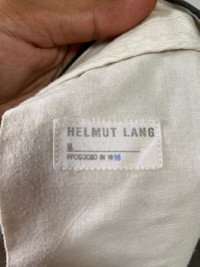 HELMUT LANG
N.
PRODUCED IN 1998